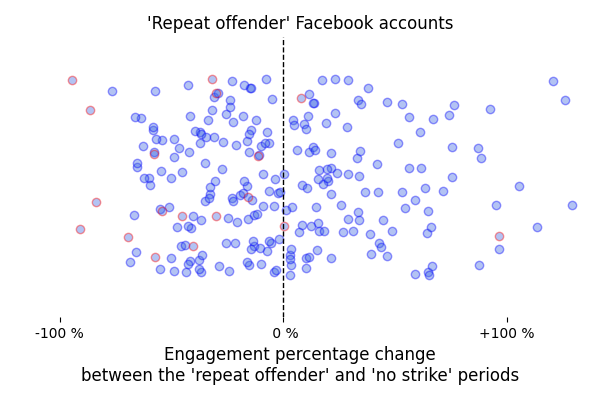 'Repeat offender' Facebook accounts
-100 % 0 % +100 %
Engagement percentage change
between the 'repeat offender' and 'no strike' periods